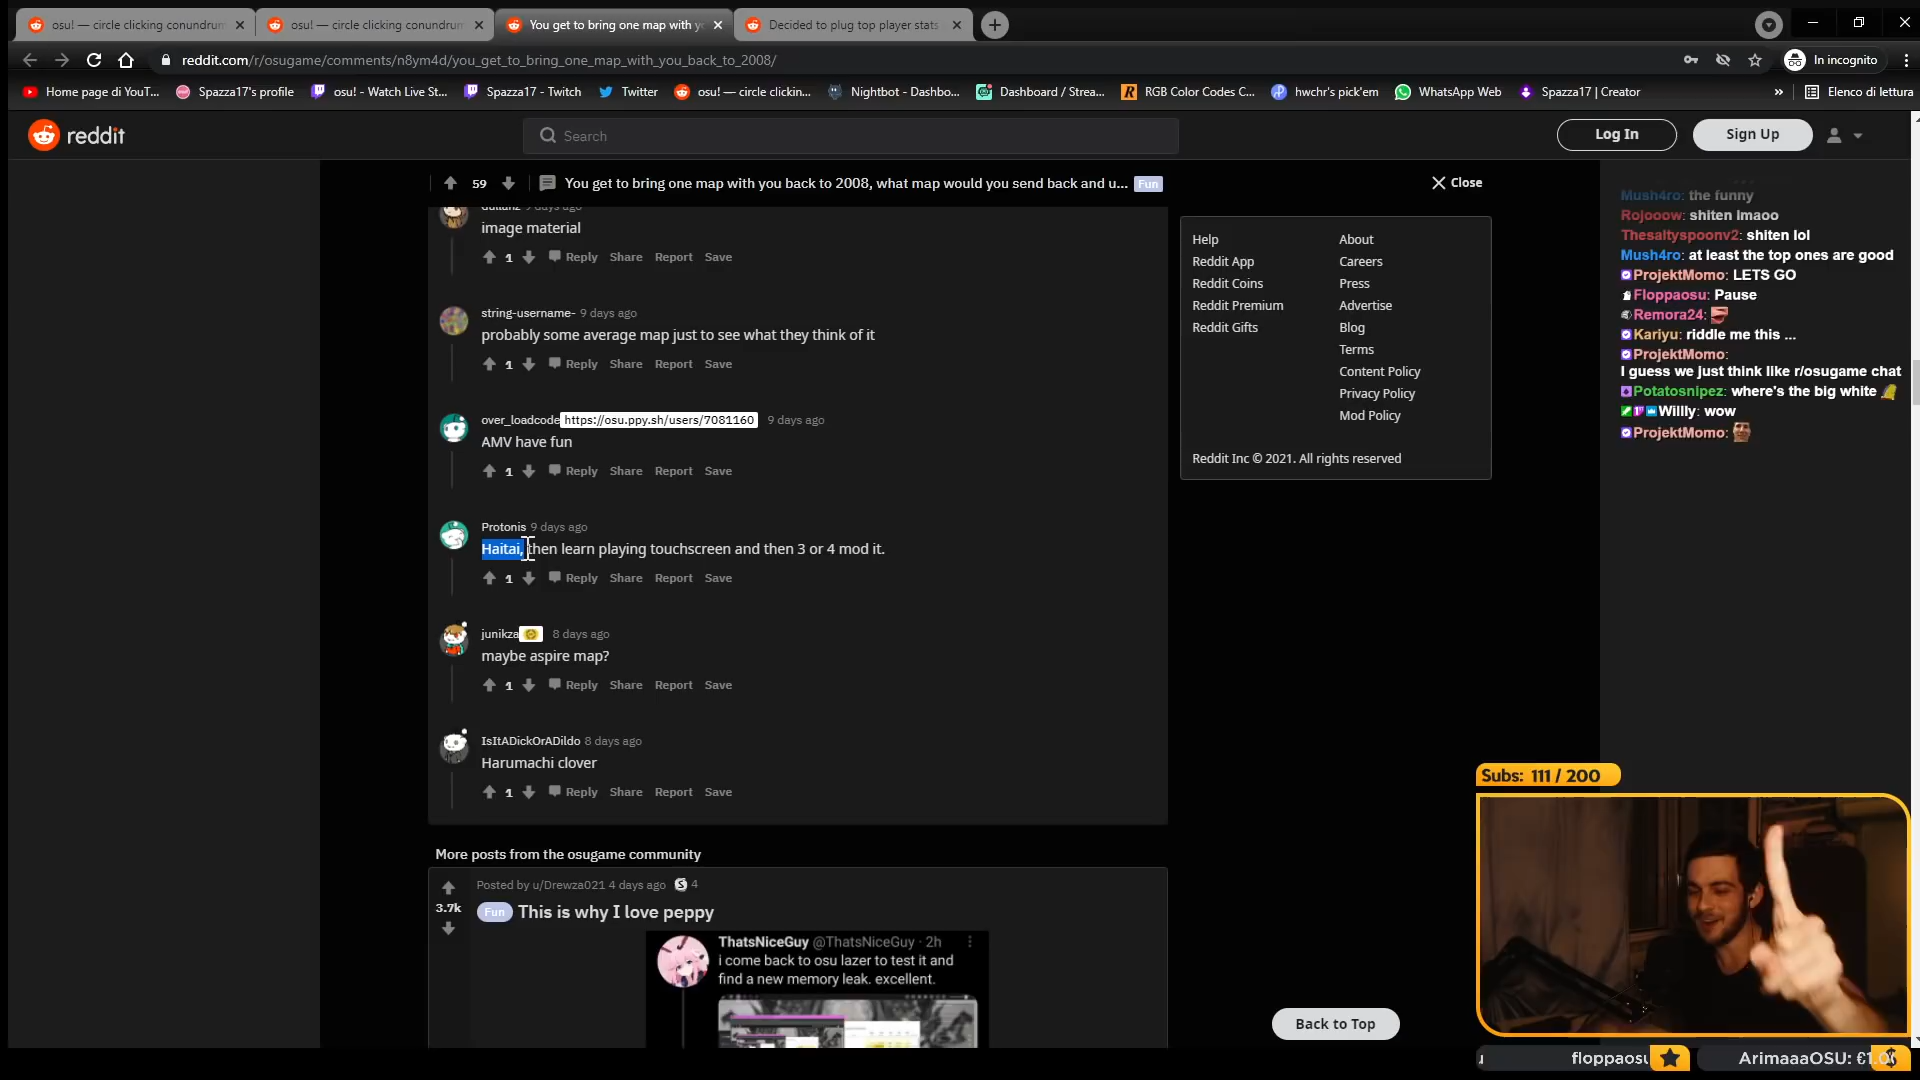 osu! — circle clicking conundrum
osu! — circle clicking conundrum
You get to bring one map with y
Decided to plug top player stats
reddit.com/r/osugame/comments/n8ym4d/you_get_to_bring_one_map_with_you_back_to_2008/
In incognito
Home page di YouT...
Spazza17's profile
osu! - Watch Live St...
Spazza17 - Twitch
Twitter
osu! — circle clickin...
Nightbot - Dashbo...
Dashboard / Strea...
RGB Color Codes C...
hwchr's pick'em
WhatsApp Web
Spazza17 | Creator
»
Elenco di lettura
reddit
Search
Log In
Sign Up
59
You get to bring one map with you back to 2008, what map would you send back and u...
Fun
Close
9 days ago
image material
1 Reply Share Report Save
string-username- 9 days ago
probably some average map just to see what they think of it
1 Reply Share Report Save
over_loadcode https://osu.ppy.sh/users/7081160 9 days ago
AMV have fun
1 Reply Share Report Save
Protonis 9 days ago
Haitai, then learn playing touchscreen and then 3 or 4 mod it.
1 Reply Share Report Save
junikza 8 days ago
maybe aspire map?
1 Reply Share Report Save
IsItADickOrADildo 8 days ago
Harumachi clover
1 Reply Share Report Save
More posts from the osugame community
Posted by u/Drewza021 4 days ago S 4
3.7k
Fun This is why I love peppy
ThatsNiceGuy @ThatsNiceGuy · 2h
i come back to osu lazer to test it and
find a new memory leak. excellent.
Help
About
Reddit App
Careers
Reddit Coins
Press
Reddit Premium
Advertise
Reddit Gifts
Blog
Terms
Content Policy
Privacy Policy
Mod Policy
Reddit Inc © 2021. All rights reserved
Back to Top
Mush4ro: the funny
Rojooow: shiten lmaoo
Thesaltyspoonv2: shiten lol
Mush4ro: at least the top ones are good
ProjektMomo: LETS GO
Floppaosu: Pause
Remora24:
Kariyu: riddle me this ...
ProjektMomo:
I guess we just think like r/osugame chat
Potatosnipez: where's the big white
Willly: wow
ProjektMomo:
Subs: 111 / 200
floppaosu
ArimaaaOSU: €1.0